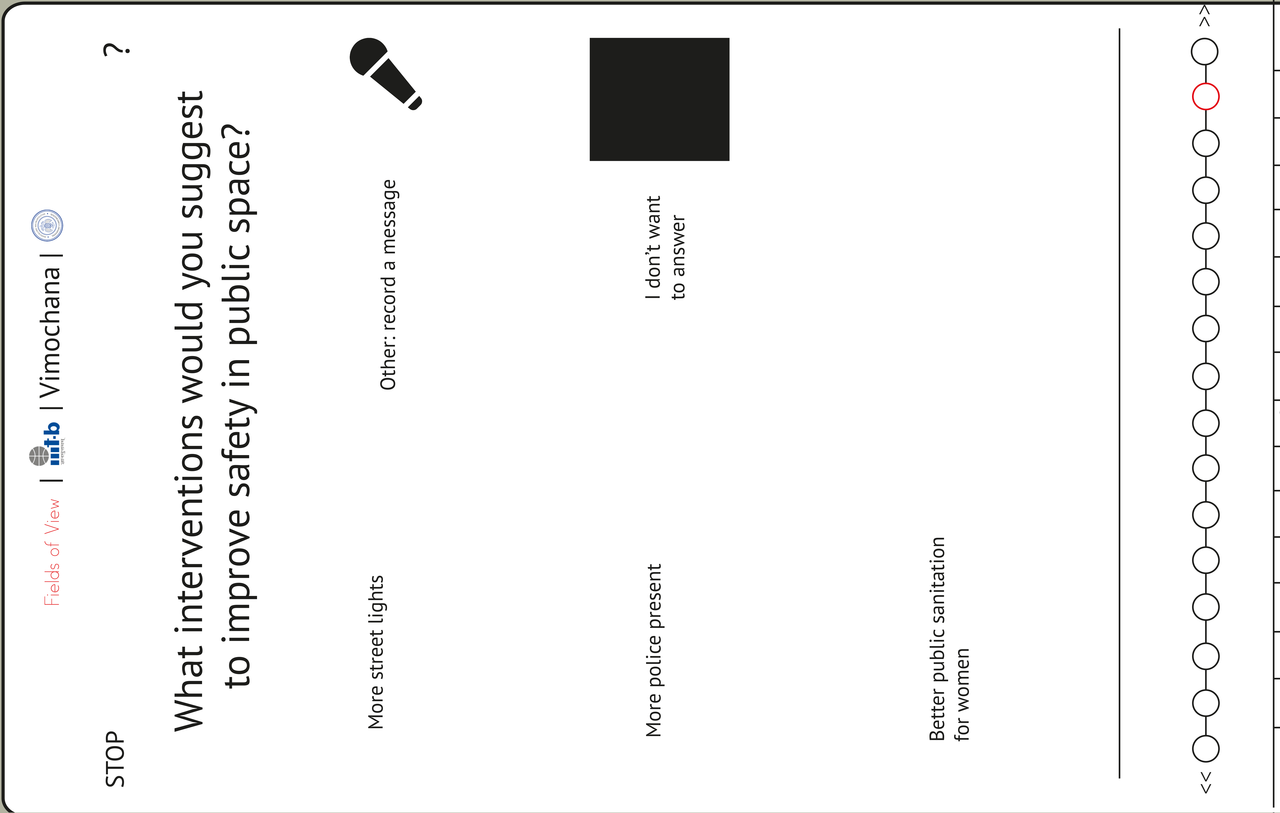 Fields of View | iiit-b | Vimochana |
STOP
?
What interventions would you suggest
to improve safety in public space?
More street lights
Other: record a message
More police present
I don't want
to answer
Better public sanitation
for women
<<
>>